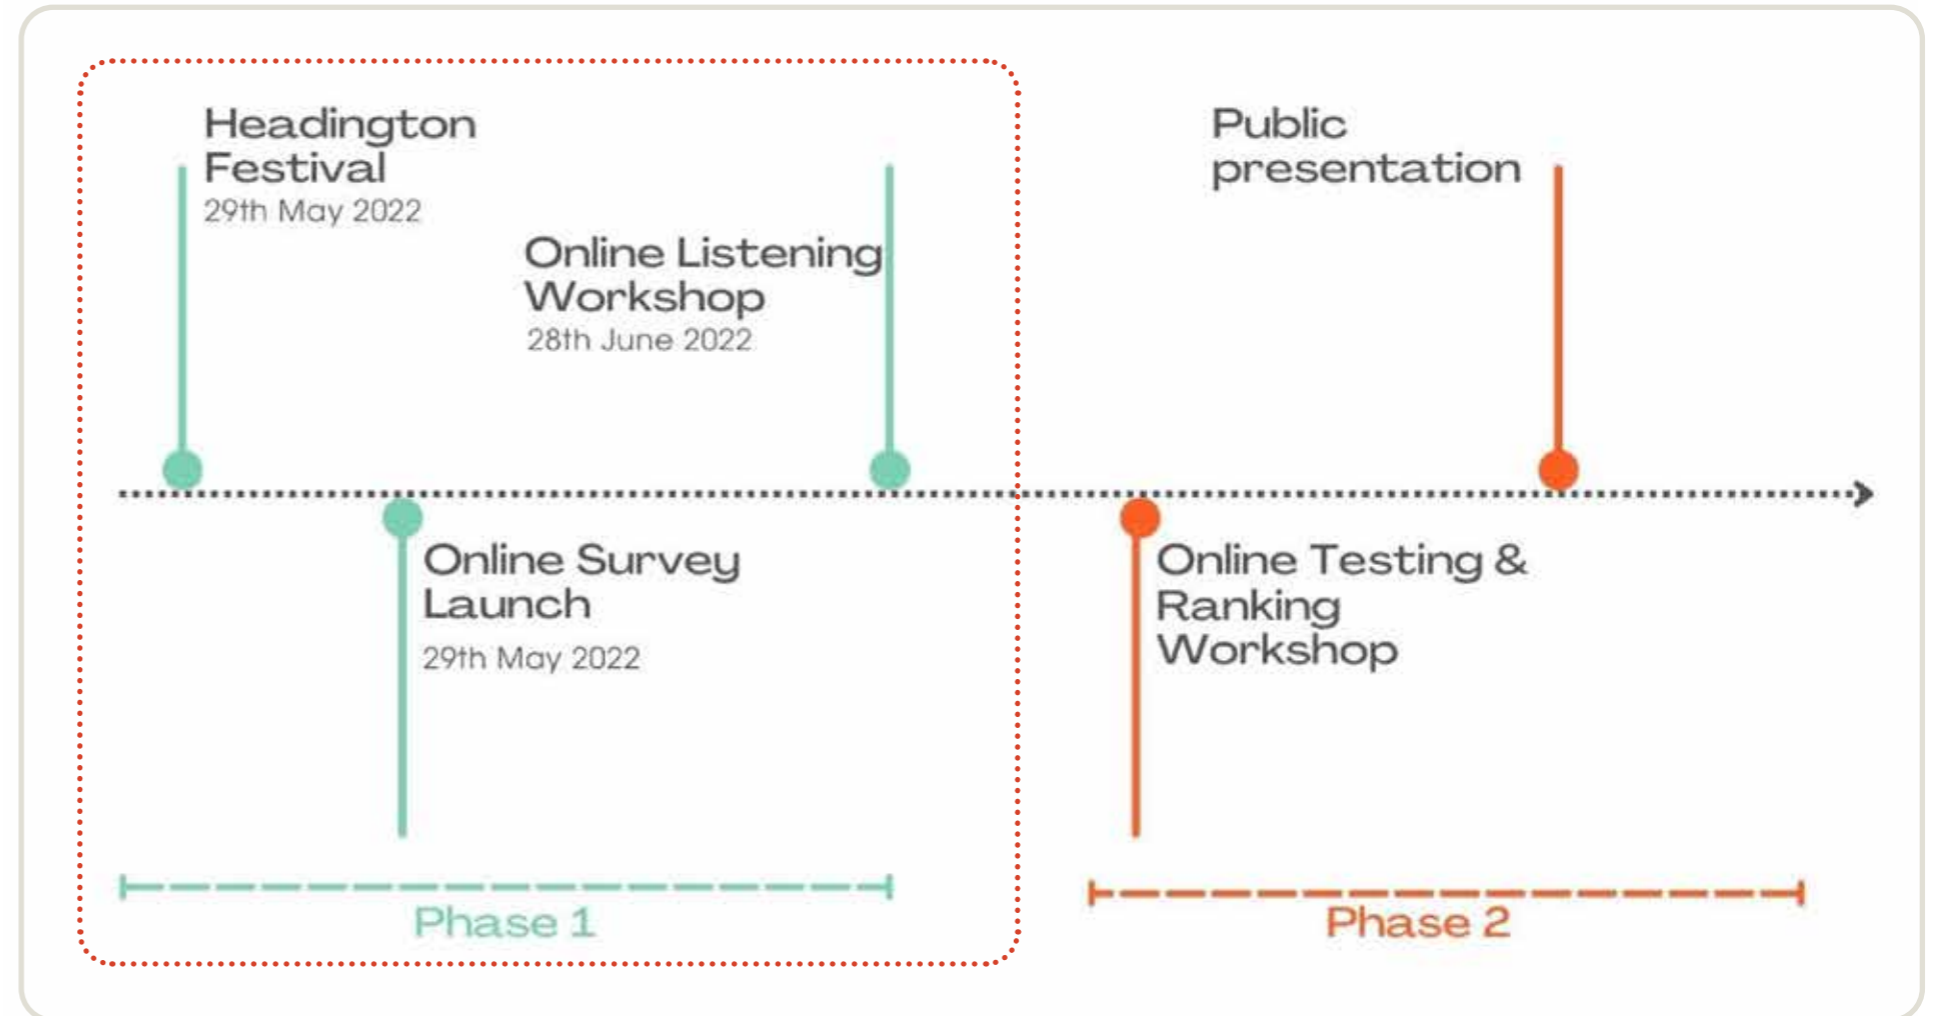 Headington
Festival
29th May 2022
Online Listening
Workshop
28th June 2022
Public
presentation
Online Survey
Launch
29th May 2022
Online Testing &
Ranking
Workshop
Phase 1
Phase 2